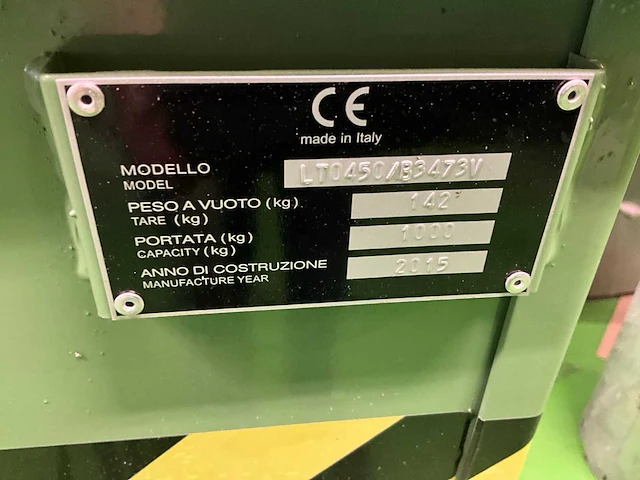 CE
made in Italy
MODELLO LT0450/B3473V
MODEL
PESO A VUOTO (kg) 142
TARE (kg)
PORTATA (kg) 1000
CAPACITY (kg)
ANNO DI COSTRUZIONE 2015
MANUFACTURE YEAR